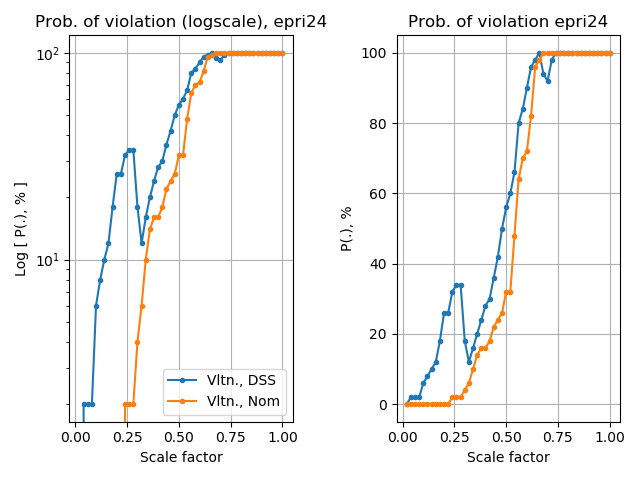 Prob. of violation (logscale), epri24
Log [ P(.), % ]
10²
10¹
Vltn., DSS
Vltn., Nom
0.00 0.25 0.50 0.75 1.00
Scale factor
Prob. of violation epri24
P(.), %
100
80
60
40
20
0
0.00 0.25 0.50 0.75 1.00
Scale factor